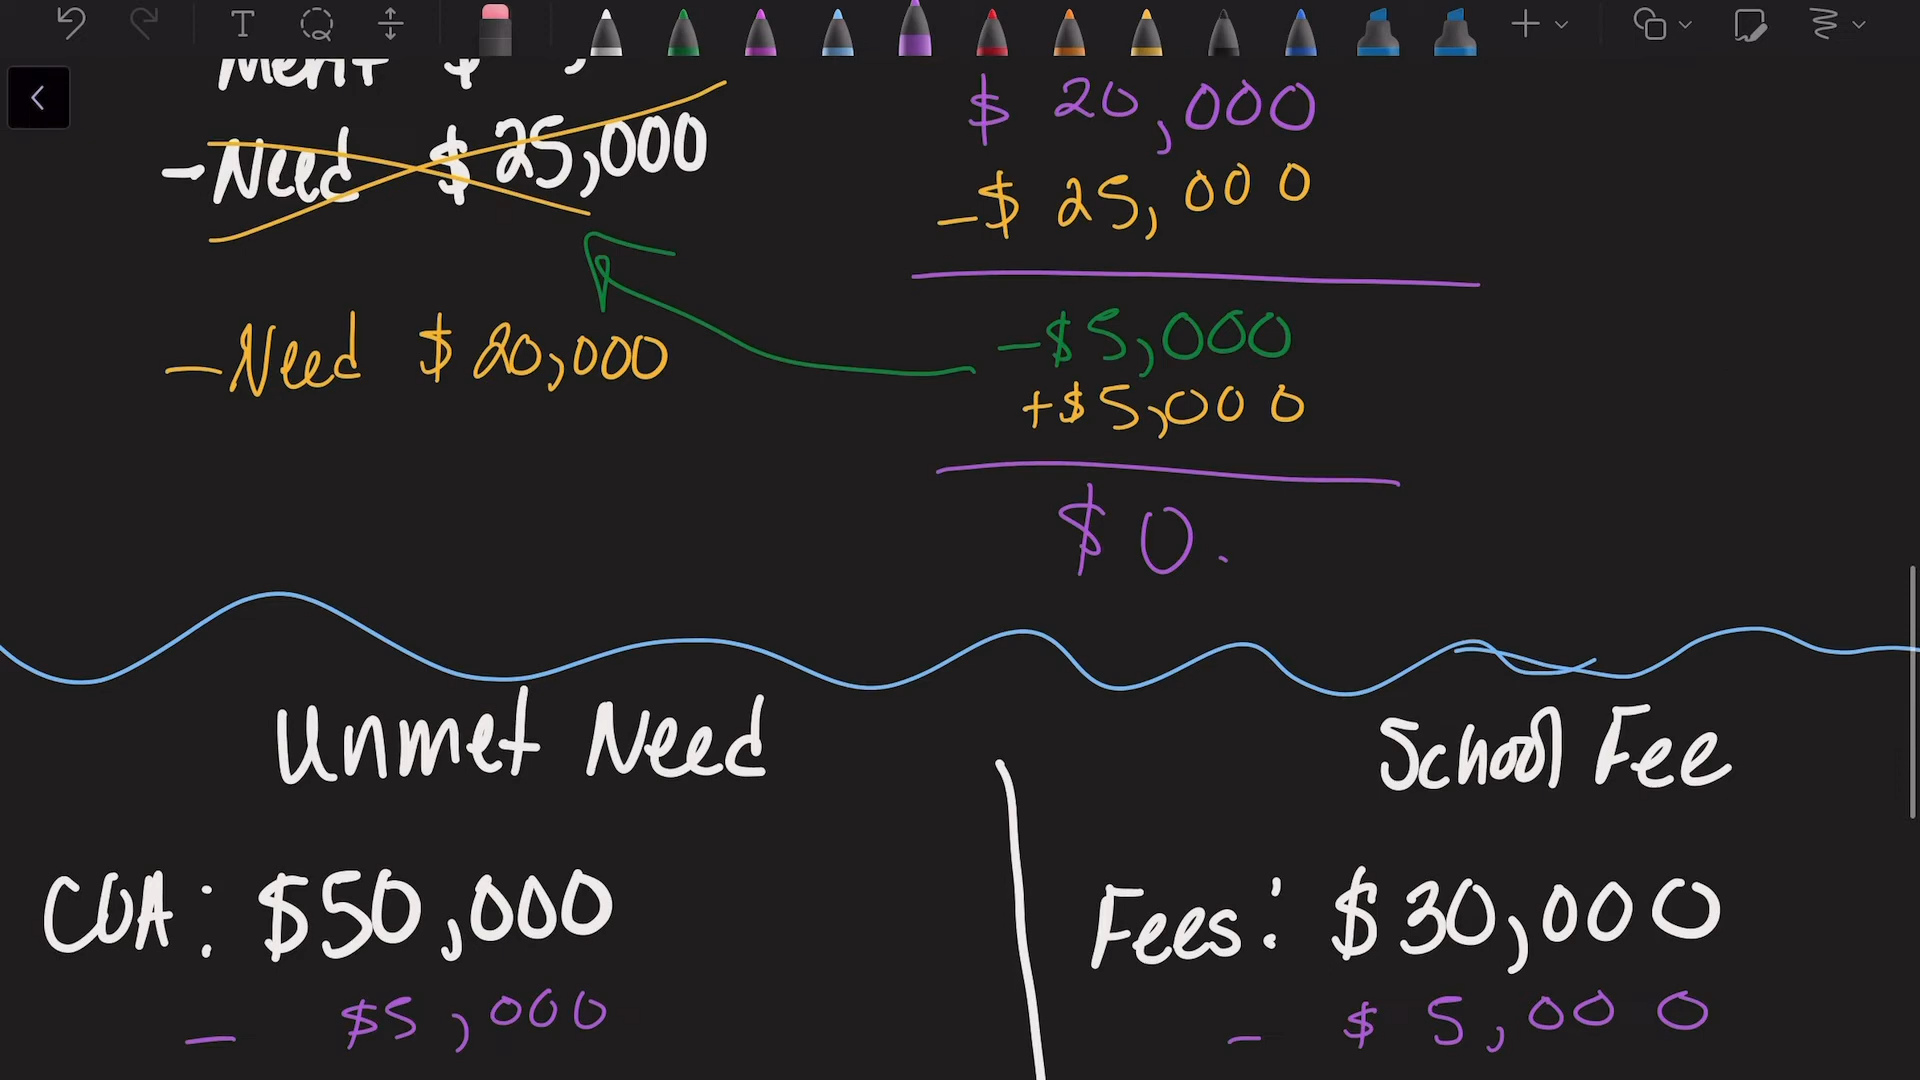 T
Merit $
-Need $25,000
-Need $20,000
$ 20,000
-$ 25,000
-$5,000
+$5,000
$0.
Unmet Need
COA: $50,000
- $5,000
School Fee
Fees: $30,000
- $5,000